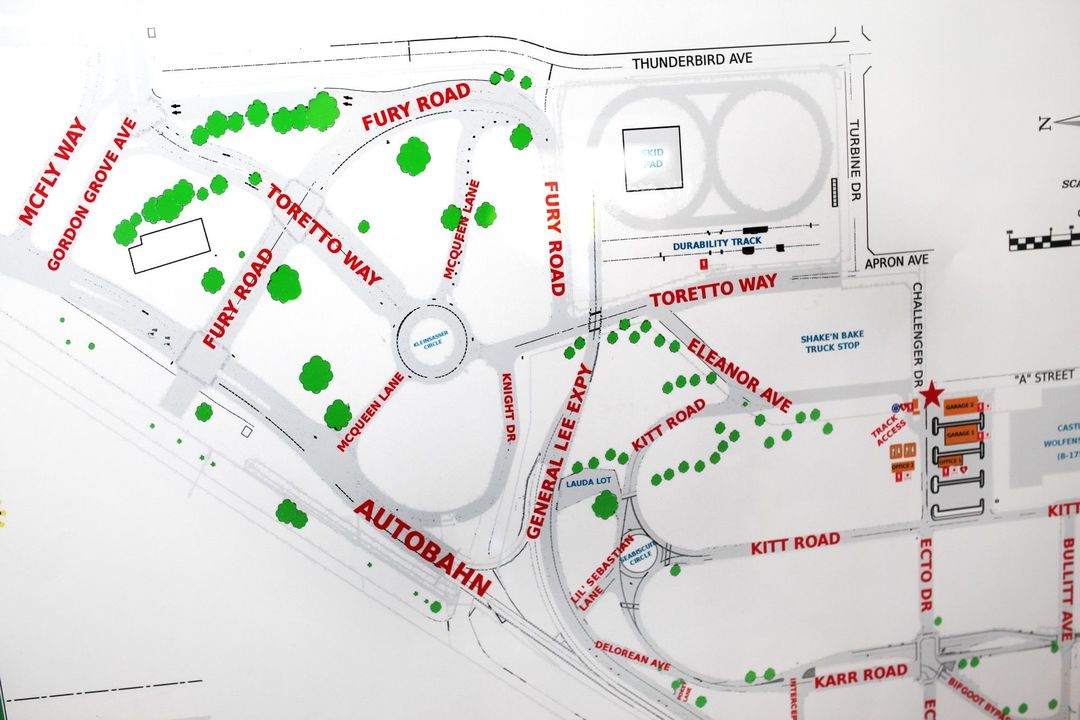 THUNDERBIRD AVE
FURY ROAD
MCFLY WAY
GORDON GROVE AVE
TURBINE DR
SKID
PAD
N
TORETTO WAY
MCQUEEN LANE
FURY ROAD
DURABILITY TRACK
APRON AVE
FURY ROAD
TORETTO WAY
CHALLENGER DR
KLEINSASSER
CIRCLE
SHAKE'N BAKE
TRUCK STOP
ELEANOR AVE
"A" STREET
MCQUEEN LANE
KNIGHT DR
GENERAL LEE EXPY
KITT ROAD
TRACK
ACCESS
GARAGE 2
GARAGE 1
OFFICE 1
OFFICE 2
(B-17
LAUDA LOT
AUTOBAHN
KITT ROAD
KITT
SEABISCUIT
CIRCLE
LIL' SEBASTIAN
LANE
ECTO DR
BULLITT AVE
DELOREAN AVE
KARR ROAD